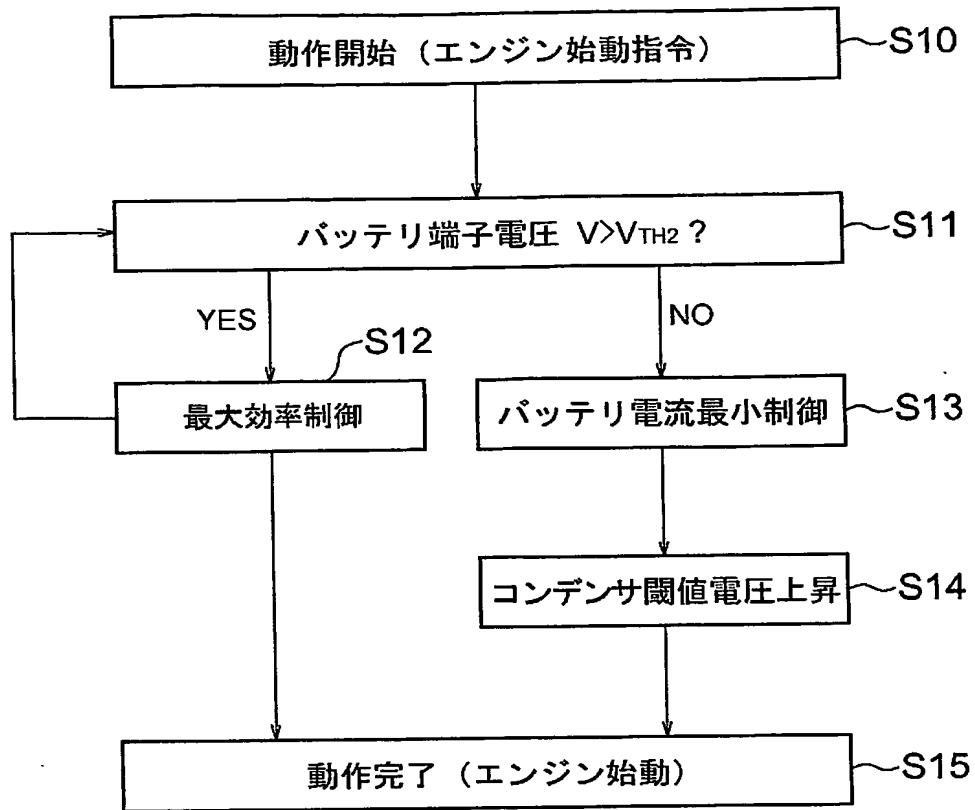 動作開始（エンジン始動指令）
S10
バッテリ端子電圧 V>VTH2？
S11
YES
NO
S12
最大効率制御
バッテリ電流最小制御
S13
コンデンサ閾値電圧上昇
S14
動作完了（エンジン始動）
S15